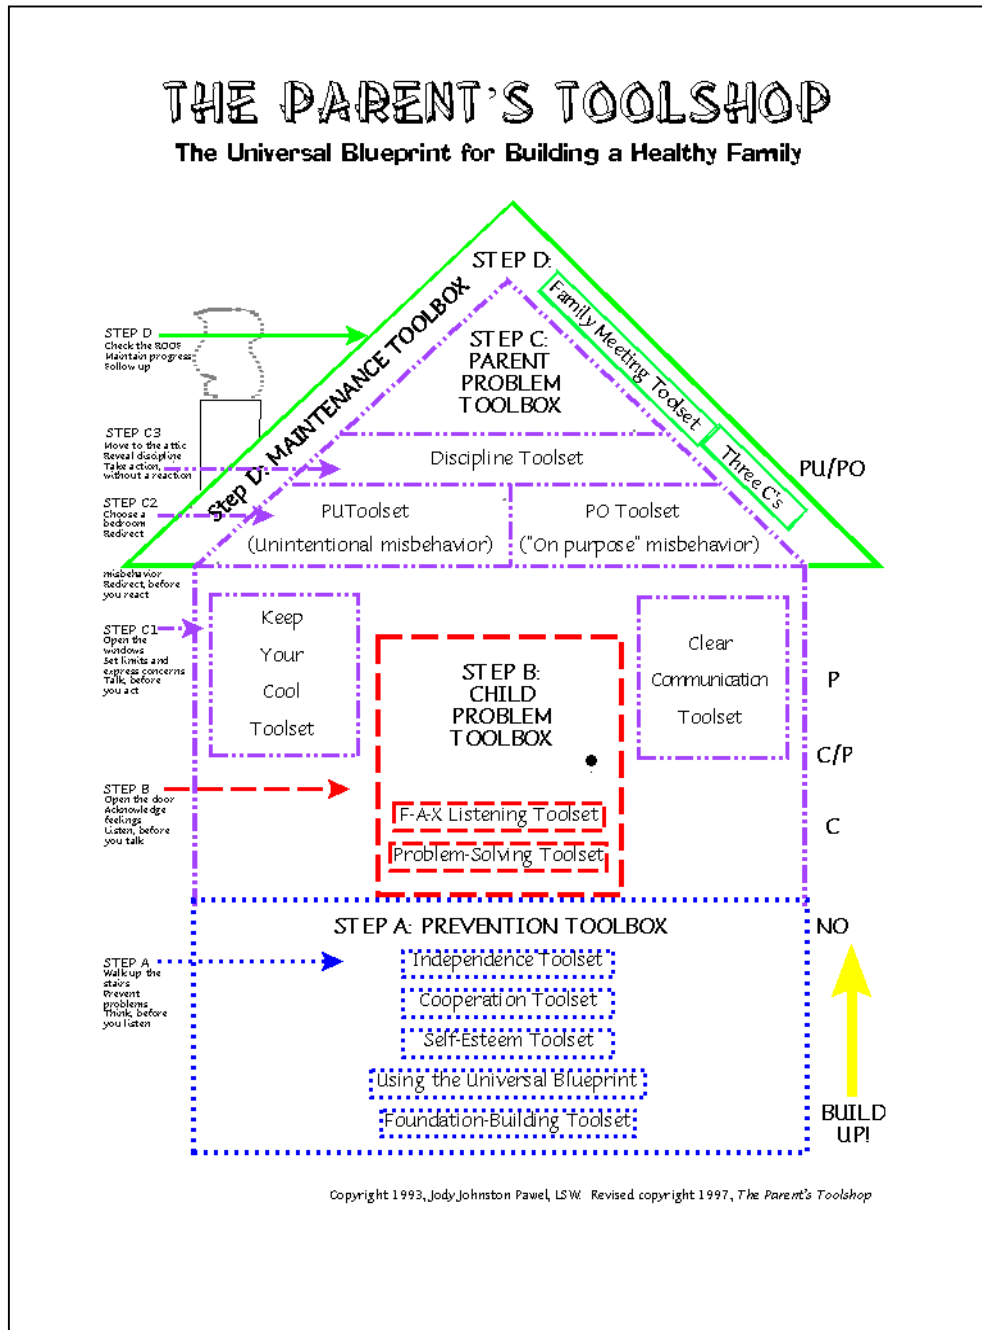 THE PARENT'S TOOLSHOP
The Universal Blueprint for Building a Healthy Family
STEP D:
Step D: MAINTENANCE TOOLBOX
Family Meeting Toolset
Three C's
STEP D
Check the ROOF
Maintain progress
Follow up
STEP C:
PARENT
PROBLEM
TOOLBOX
STEP C3
Move to the attic
Reveal discipline
Take action,
without a reaction
Discipline Toolset
PU/PO
STEP C2
Choose a
bedroom
Redirect
misbehavior
Redirect, before
you react
PUToolset
(Unintentional misbehavior)
PO Toolset
("On purpose" misbehavior)
STEP C1
Open the
windows
Set limits and
express concerns
Talk, before
you act
Keep
Your
Cool
Toolset
Clear
Communication
Toolset
P
C/P
C
STEP B:
CHILD
PROBLEM
TOOLBOX
F-A-X Listening Toolset
Problem-Solving Toolset
STEP B
Open the door
Acknowledge
feelings
Listen, before
you talk
STEP A: PREVENTION TOOLBOX
NO
Independence Toolset
Cooperation Toolset
Self-Esteem Toolset
Using the Universal Blueprint
Foundation-Building Toolset
STEP A
Walk up the
stairs
Prevent
problems
Think, before
you listen
BUILD
UP!
Copyright 1993, Jody Johnston Pawel, LSW. Revised copyright 1997, The Parent's Toolshop